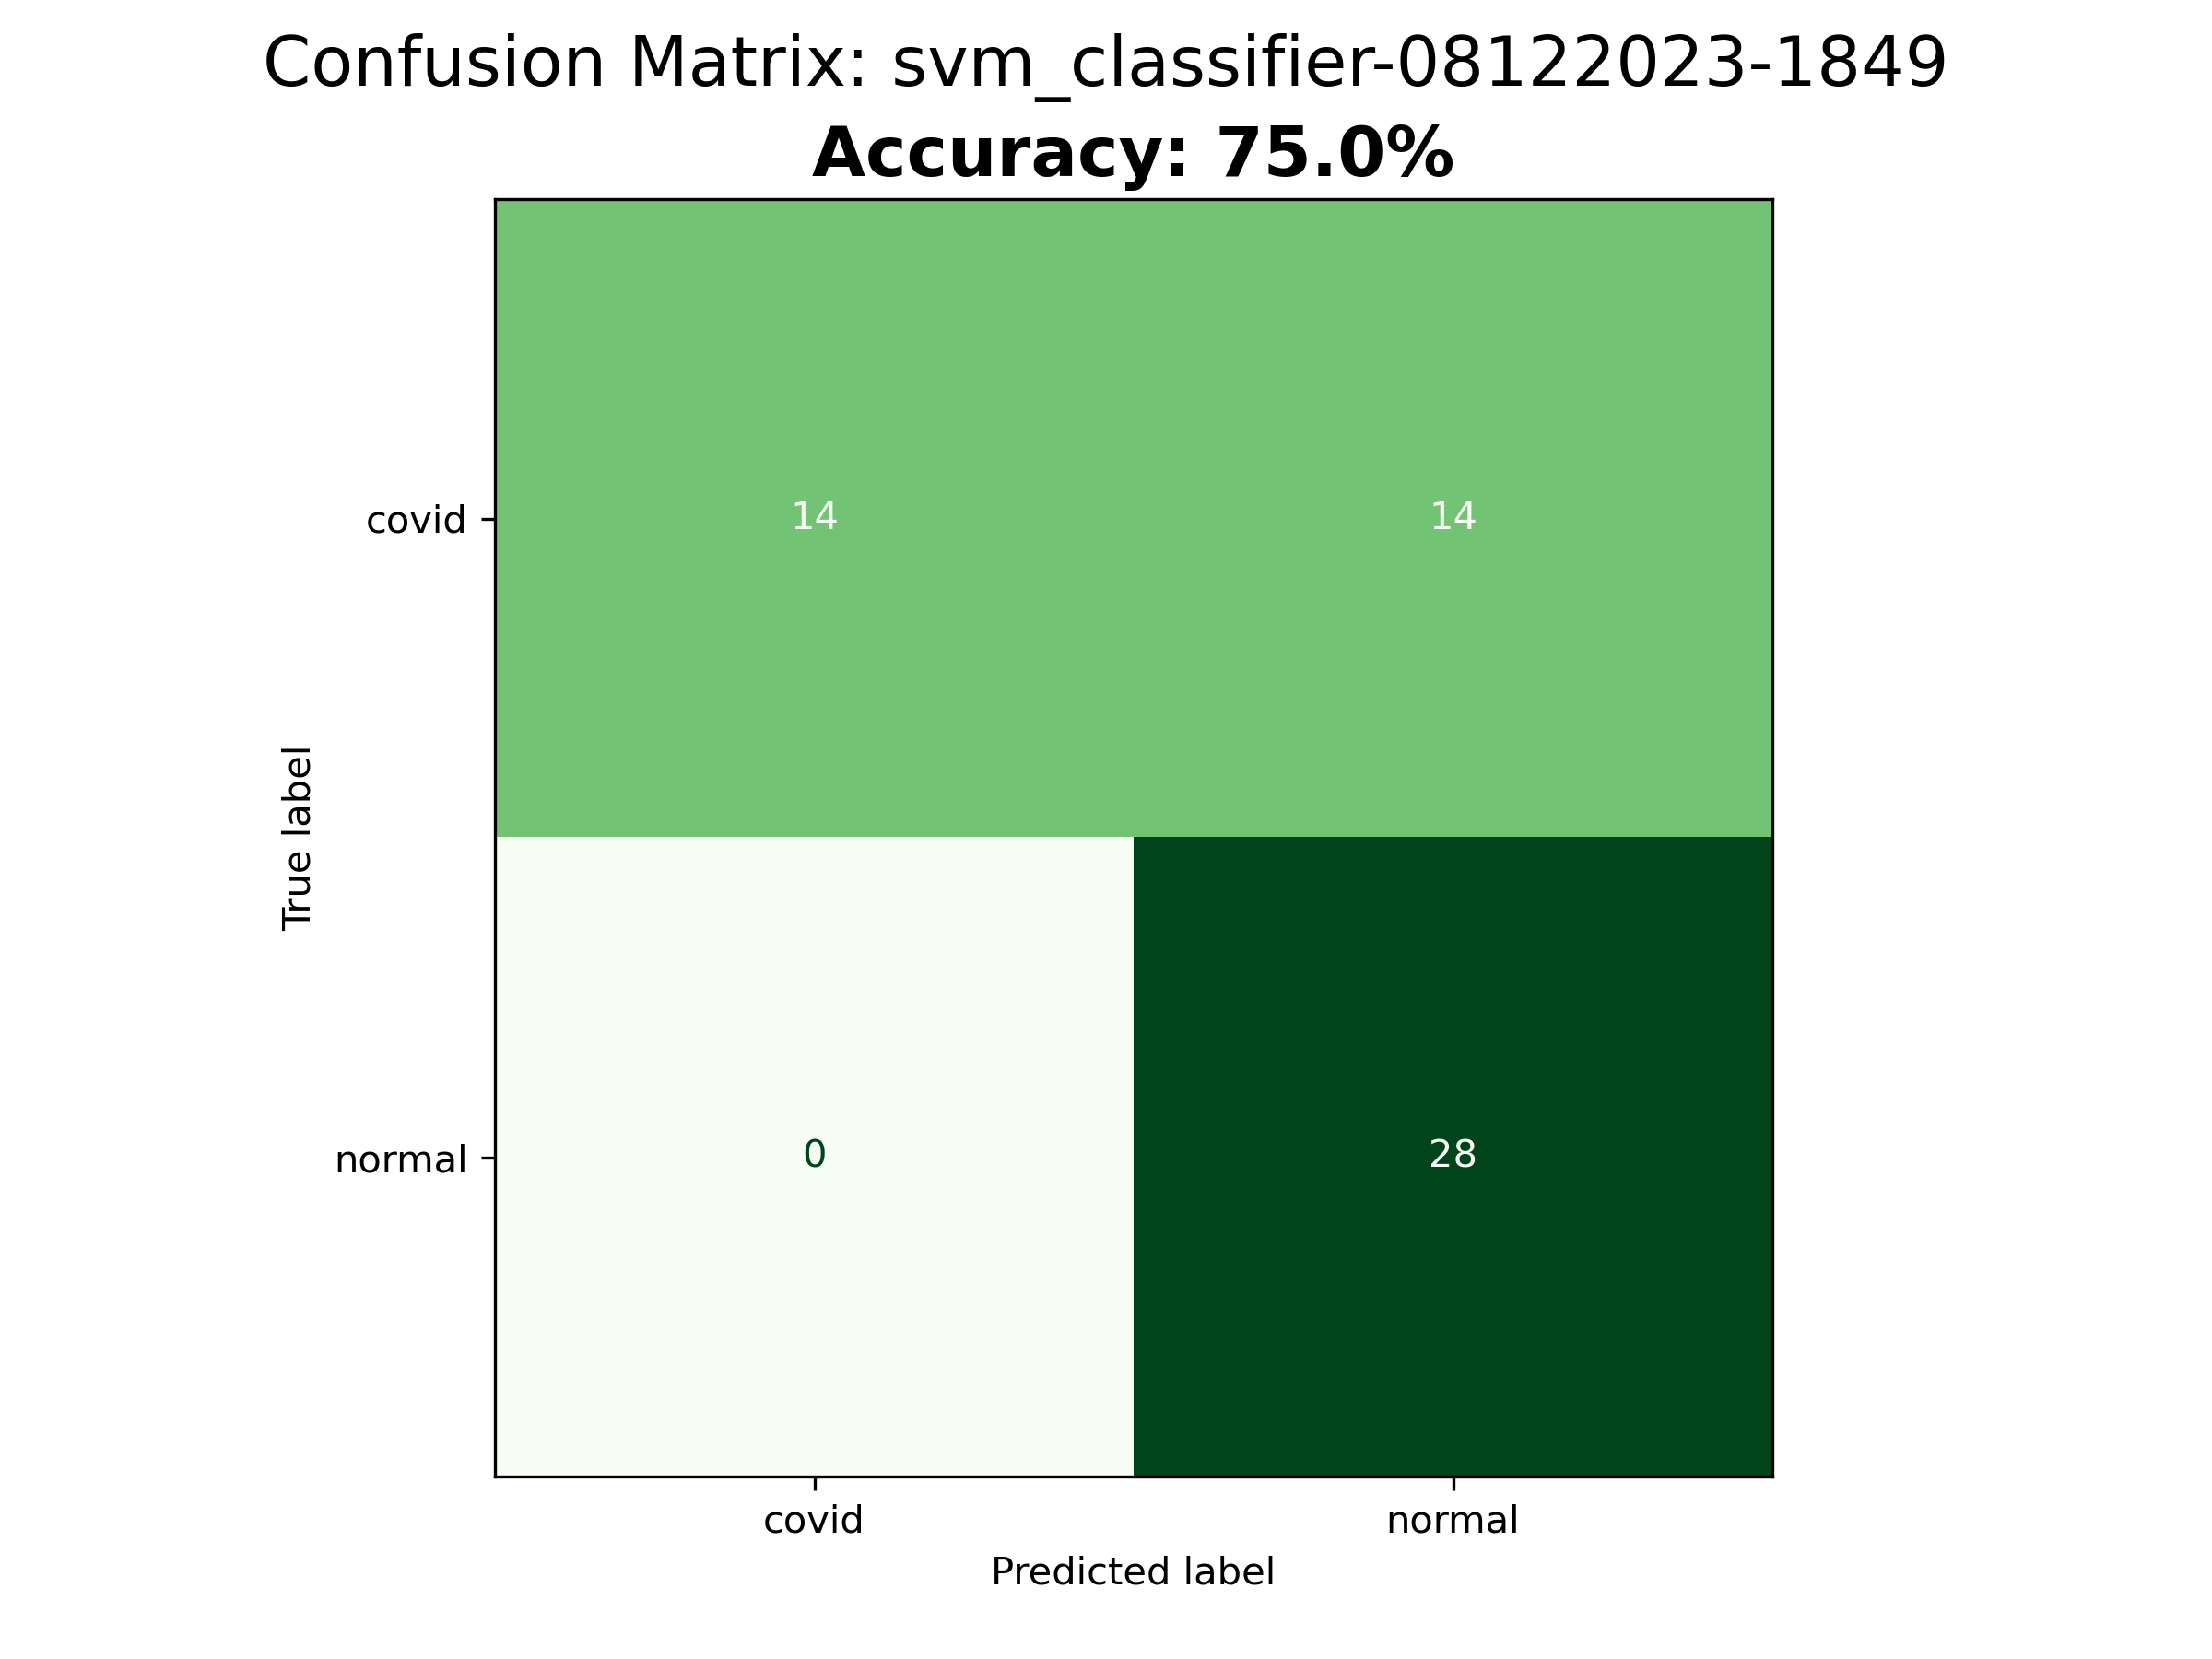 Confusion Matrix: svm_classifier-08122023-1849
Accuracy: 75.0%
covid
14
14
True label
normal
0
28
covid
normal
Predicted label